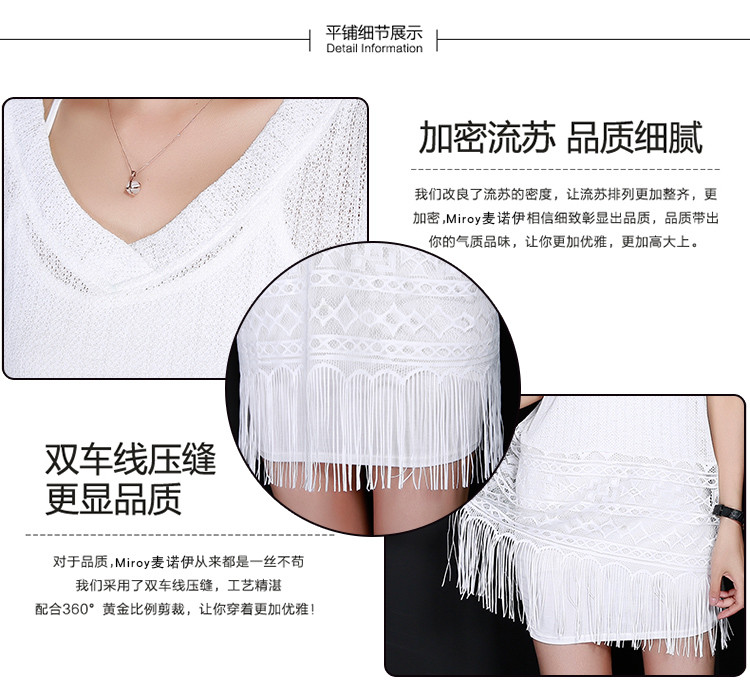 平铺细节展示
Detail Information
加密流苏 品质细腻
我们改良了流苏的密度，让流苏排列更加整齐，更
加密,Miroy麦诺伊相信细致彰显出品质，品质带出
你的气质品味，让你更加优雅，更加高大上。
双车线压缝
更显品质
对于品质,Miroy麦诺伊从来都是一丝不苟
我们采用了双车线压缝，工艺精湛
配合360°黄金比例剪裁，让你穿着更加优雅！